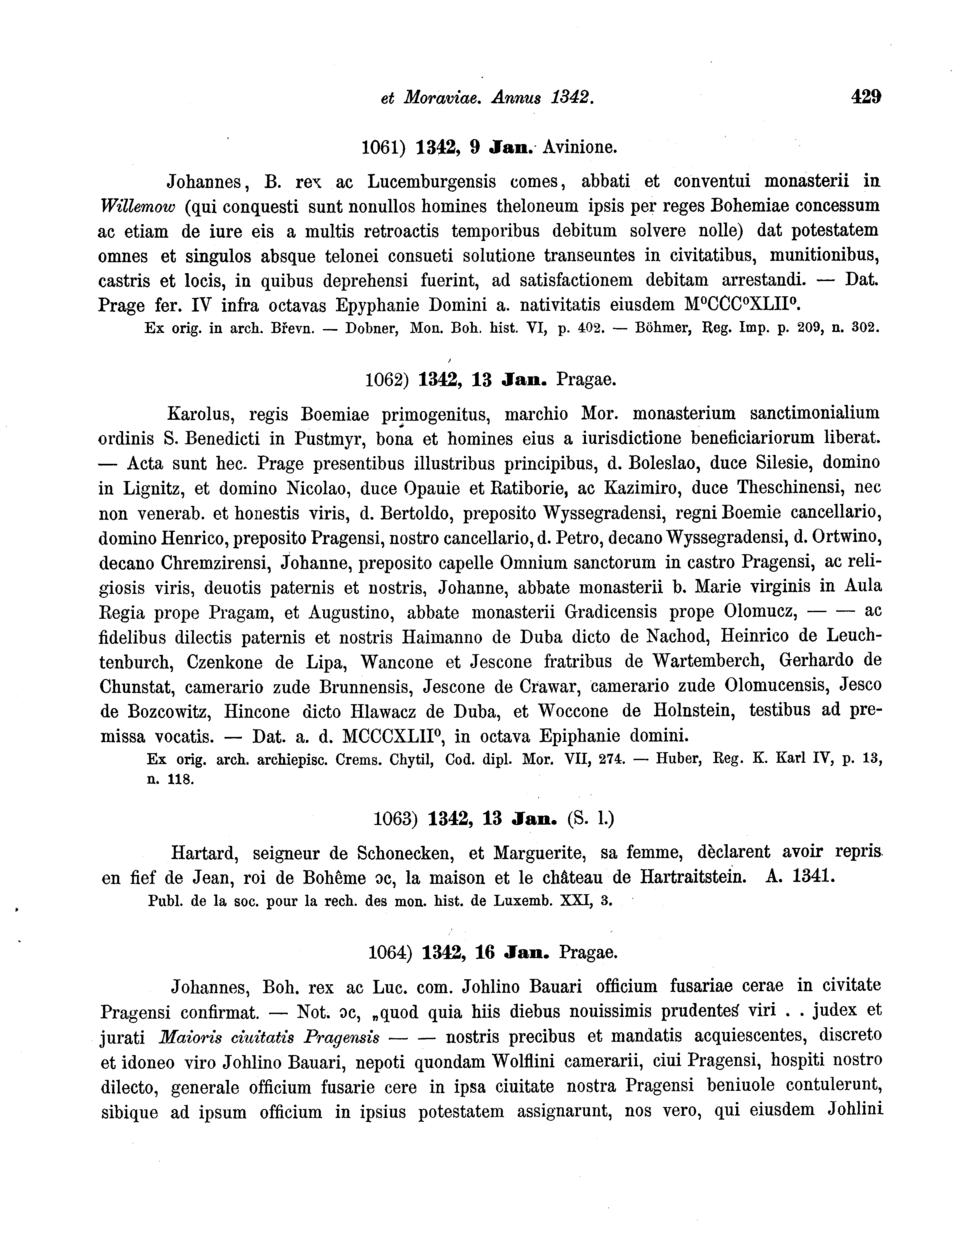 et Moraviae. Annus 1342. 429
1061) 1342, 9 Jan. Avinione.
Johannes, B. rex ac Lucemburgensis comes, abbati et conventui monasterii in
Willemow (qui conquesti sunt nonullos homines theloneum ipsis per reges Bohemiae concessum
ac etiam de iure eis a multis retroactis temporibus debitum solvere nolle) dat potestatem
omnes et singulos absque telonei consueti solutione transeuntes in civitatibus, munitionibus,
castris et locis, in quibus deprehensi fuerint, ad satisfactionem debitam arrestandi. — Dat.
Prage fer. IV infra octavas Epyphanie Domini a. nativitatis eiusdem M⁰CCC⁰XLII⁰.
Ex orig. in arch. Břevn. — Dobner, Mon. Boh. hist. VI, p. 402. — Böhmer, Reg. Imp. p. 209, n. 302.
1062) 1342, 13 Jan. Pragae.
Karolus, regis Boemiae primogenitus, marchio Mor. monasterium sanctimonialium
ordinis S. Benedicti in Pustmyr, bona et homines eius a iurisdictione beneficiariorum liberat.
— Acta sunt hec. Prage presentibus illustribus principibus, d. Boleslao, duce Silesie, domino
in Lignitz, et domino Nicolao, duce Opauie et Ratiborie, ac Kazimiro, duce Theschinensi, nec
non venerab. et honestis viris, d. Bertoldo, preposito Wyssegradensi, regni Boemie cancellario,
domino Henrico, preposito Pragensi, nostro cancellario, d. Petro, decano Wyssegradensi, d. Ortwino,
decano Chremzirensi, Johanne, preposito capelle Omnium sanctorum in castro Pragensi, ac reli-
giosis viris, deuotis paternis et nostris, Johanne, abbate monasterii b. Marie virginis in Aula
Regia prope Pragam, et Augustino, abbate monasterii Gradicensis prope Olomucz, — — ac
fidelibus dilectis paternis et nostris Haimanno de Duba dicto de Nachod, Heinrico de Leuch-
tenburch, Czenkone de Lipa, Wancone et Jescone fratribus de Wartemberch, Gerhardo de
Chunstat, camerario zude Brunnensis, Jescone de Crawar, camerario zude Olomucensis, Jesco
de Bozcowitz, Hincone dicto Hlawacz de Duba, et Woccone de Holnstein, testibus ad pre-
missa vocatis. — Dat. a. d. MCCCXLII⁰, in octava Epiphanie domini.
Ex orig. arch. archiepisc. Crems. Chytil, Cod. dipl. Mor. VII, 274. — Huber, Reg. K. Karl IV, p. 13,
n. 118.
1063) 1342, 13 Jan. (S. l.)
Hartard, seigneur de Schonecken, et Marguerite, sa femme, dèclarent avoir repris
en fief de Jean, roi de Bohême ɔc, la maison et le château de Hartraitstein. A. 1341.
Publ. de la soc. pour la rech. des mon. hist. de Luxemb. XXI, 3.
1064) 1342, 16 Jan. Pragae.
Johannes, Boh. rex ac Luc. com. Johlino Bauari officium fusariae cerae in civitate
Pragensi confirmat. — Not. ɔc, „quod quia hiis diebus nouissimis prudentes viri . . judex et
jurati Maioris ciuitatis Pragensis — — nostris precibus et mandatis acquiescentes, discreto
et idoneo viro Johlino Bauari, nepoti quondam Wolflini camerarii, ciui Pragensi, hospiti nostro
dilecto, generale officium fusarie cere in ipsa ciuitate nostra Pragensi beniuole contulerunt,
sibique ad ipsum officium in ipsius potestatem assignarunt, nos vero, qui eiusdem Johlini